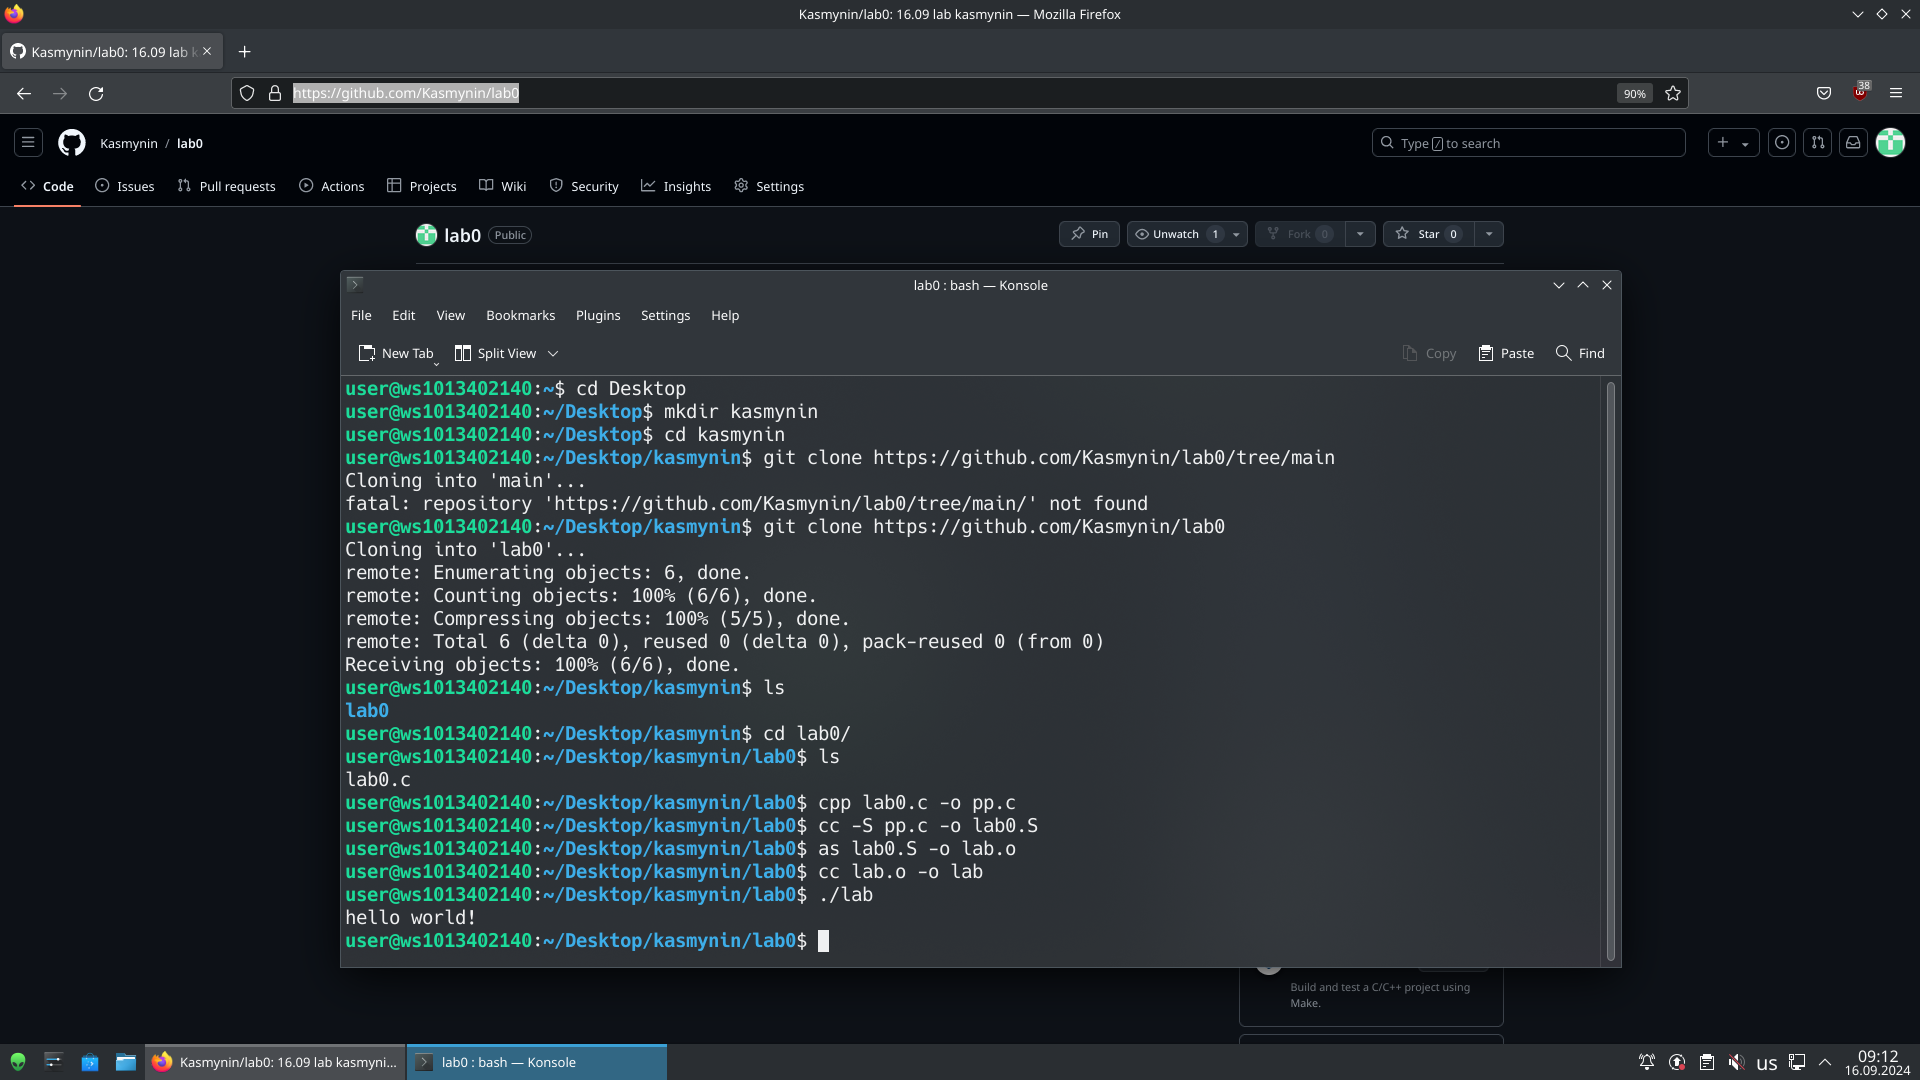 Kasmynin/lab0: 16.09 lab kasmynin — Mozilla Firefox
Kasmynin/lab0: 16.09 lab k
https://github.com/Kasmynin/lab0
90%
38
Kasmynin / lab0
Type / to search
Code
Issues
Pull requests
Actions
Projects
Wiki
Security
Insights
Settings
lab0 Public
Pin
Unwatch 1
Fork 0
Star 0
lab0 : bash — Konsole
File Edit View Bookmarks Plugins Settings Help
New Tab
Split View
Copy
Paste
Find
user@ws1013402140:~$ cd Desktop
user@ws1013402140:~/Desktop$ mkdir kasmynin
user@ws1013402140:~/Desktop$ cd kasmynin
user@ws1013402140:~/Desktop/kasmynin$ git clone https://github.com/Kasmynin/lab0/tree/main
Cloning into 'main'...
fatal: repository 'https://github.com/Kasmynin/lab0/tree/main/' not found
user@ws1013402140:~/Desktop/kasmynin$ git clone https://github.com/Kasmynin/lab0
Cloning into 'lab0'...
remote: Enumerating objects: 6, done.
remote: Counting objects: 100% (6/6), done.
remote: Compressing objects: 100% (5/5), done.
remote: Total 6 (delta 0), reused 0 (delta 0), pack-reused 0 (from 0)
Receiving objects: 100% (6/6), done.
user@ws1013402140:~/Desktop/kasmynin$ ls
lab0
user@ws1013402140:~/Desktop/kasmynin$ cd lab0/
user@ws1013402140:~/Desktop/kasmynin/lab0$ ls
lab0.c
user@ws1013402140:~/Desktop/kasmynin/lab0$ cpp lab0.c -o pp.c
user@ws1013402140:~/Desktop/kasmynin/lab0$ cc -S pp.c -o lab0.S
user@ws1013402140:~/Desktop/kasmynin/lab0$ as lab0.S -o lab.o
user@ws1013402140:~/Desktop/kasmynin/lab0$ cc lab.o -o lab
user@ws1013402140:~/Desktop/kasmynin/lab0$ ./lab
hello world!
user@ws1013402140:~/Desktop/kasmynin/lab0$
Build and test a C/C++ project using
Make.
Kasmynin/lab0: 16.09 lab kasmyni...
lab0 : bash — Konsole
us
09:12
16.09.2024